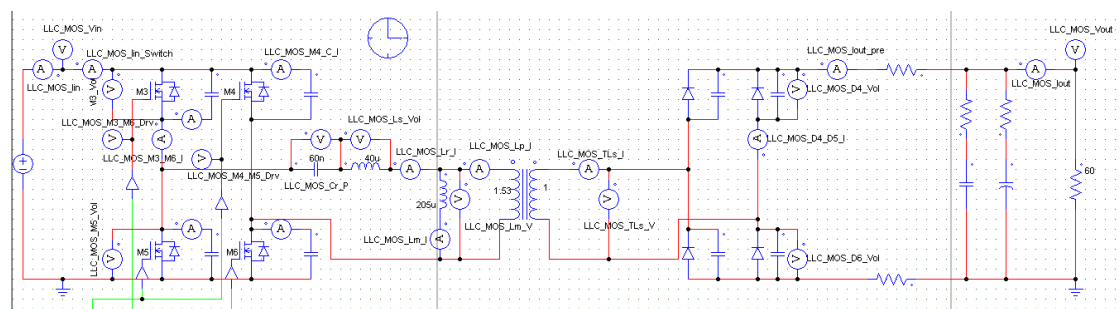 LLC_MOS_Vin
V
LLC_MOS_Iin_Switch
LLC_MOS_M4_C_I
LLC_MOS_Iout_pre
LLC_MOS_Vout
V
A
A
A
A
A
LLC_MOS_Iin
M3_Vol
V
M3
M4
V
LLC_MOS_D4_Vol
LLC_MOS_Iout
LLC_MOS_M3_M6_Drv
V
A
A
LLC_MOS_Ls_Vol
V
V
A
LLC_MOS_D4_D5_I
LLC_MOS_M3_M6_I
V
60n
40u
LLC_MOS_Lr_I
A
LLC_MOS_Lp_I
A
LLC_MOS_TLs_I
A
60
LLC_MOS_M4_M5_Drv
LLC_MOS_Cr_P
1.53
1
205u
V
V
LLC_MOS_Lm_V
LLC_MOS_TLs_V
LLC_MOS_M5_Vol
A
A
LLC_MOS_Lm_I
A
V
M5
M6
V
LLC_MOS_D6_Vol